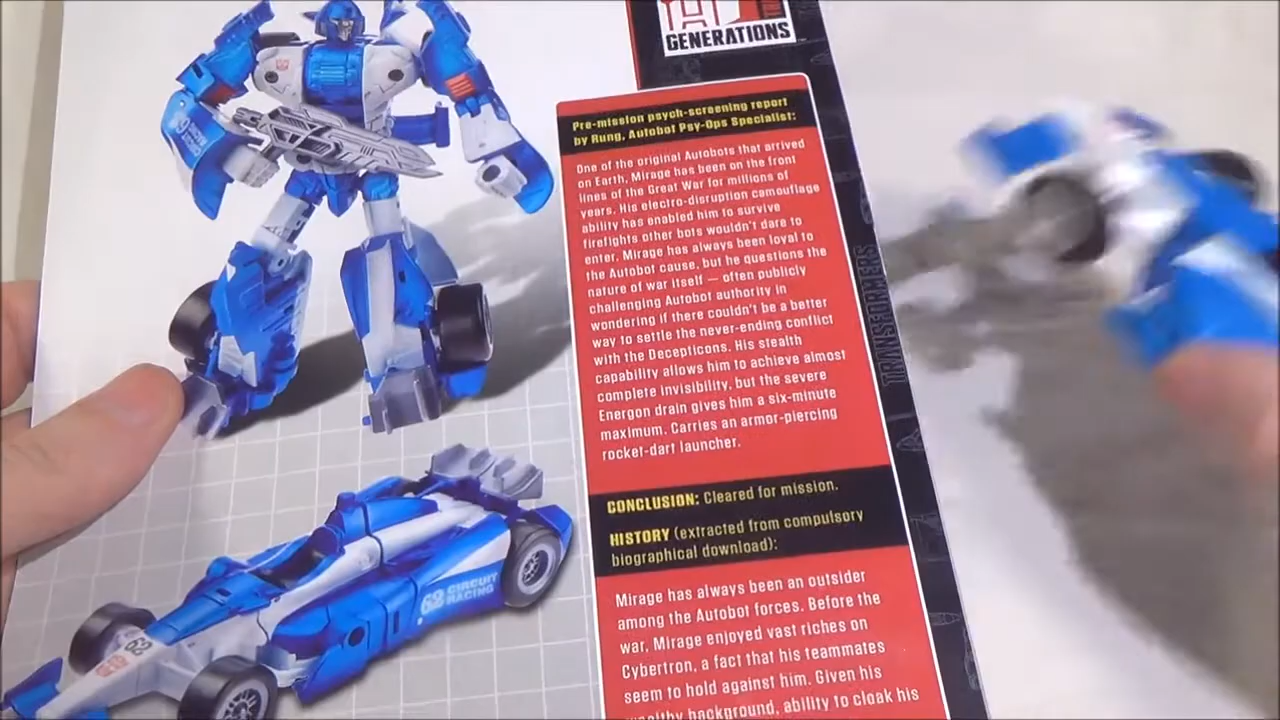 GENERATIONS
Pre-mission psych-screening report
by Rung, Autobot Psy-Ops Specialist:
One of the original Autobots that arrived
on Earth, Mirage has been on the front
lines of the Great War for millions of
years. His electro-disruption camouflage
ability has enabled him to survive
firefights other bots wouldn't dare to
enter. Mirage has always been loyal to
the Autobot cause, but he questions the
nature of war itself — often publicly
challenging Autobot authority in
wondering if there couldn't be a better
way to settle the never-ending conflict
with the Decepticons. His stealth
capability allows him to achieve almost
complete invisibility, but the severe
Energon drain gives him a six-minute
maximum. Carries an armor-piercing
rocket-dart launcher.
CONCLUSION: Cleared for mission.
HISTORY (extracted from compulsory
biographical download):
Mirage has always been an outsider
among the Autobot forces. Before the
war, Mirage enjoyed vast riches on
Cybertron, a fact that his teammates
seem to hold against him. Given his
background, ability to cloak his
TRANSFORMERS
62 CIRCUIT
RACING
62